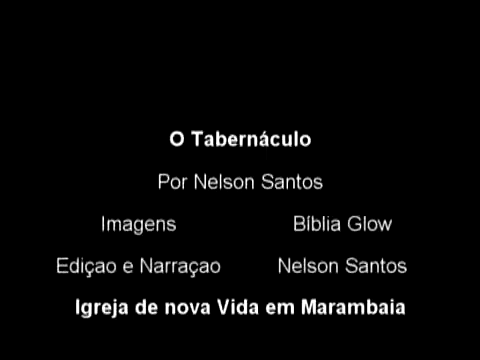 O Tabernáculo
Por Nelson Santos
Imagens Bíblia Glow
Ediçao e Narraçao Nelson Santos
Igreja de nova Vida em Marambaia